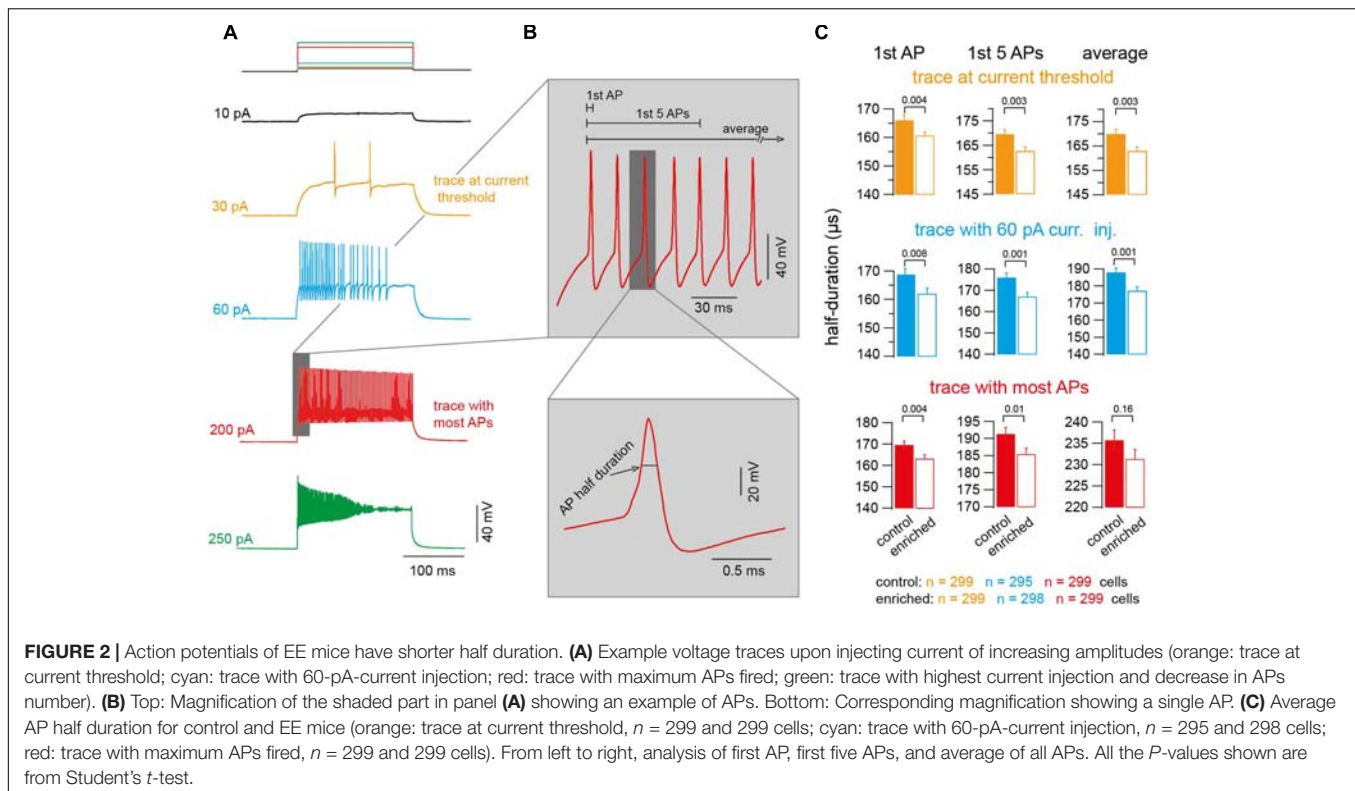 A
10 pA
30 pA
trace at current
threshold
60 pA
200 pA
trace with
most APs
250 pA
40 mV
100 ms
B
1st AP
1st 5 APs
average
40 mV
30 ms
AP half duration
20 mV
0.5 ms
C
1st AP 1st 5 APs average
trace at current threshold
0.004 0.003 0.003
170 160 150 140
175 165 155 145
175 165 155 145
trace with 60 pA curr. inj.
0.008 0.001 0.001
170 160 150 140
180 170 160 150 140
190 180 170 160 150 140
half-duration (µs)
trace with most APs
0.004 0.01 0.16
180 170 160 150 140
195 190 185 180 175 170
240 235 230 225 220
control enriched control enriched control enriched
control: n = 299 n = 295 n = 299 cells
enriched: n = 299 n = 298 n = 299 cells
FIGURE 2 | Action potentials of EE mice have shorter half duration. (A) Example voltage traces upon injecting current of increasing amplitudes (orange: trace at
current threshold; cyan: trace with 60-pA-current injection; red: trace with maximum APs fired; green: trace with highest current injection and decrease in APs
number). (B) Top: Magnification of the shaded part in panel (A) showing an example of APs. Bottom: Corresponding magnification showing a single AP. (C) Average
AP half duration for control and EE mice (orange: trace at current threshold, n = 299 and 299 cells; cyan: trace with 60-pA-current injection, n = 295 and 298 cells;
red: trace with maximum APs fired, n = 299 and 299 cells). From left to right, analysis of first AP, first five APs, and average of all APs. All the P-values shown are
from Student's t-test.